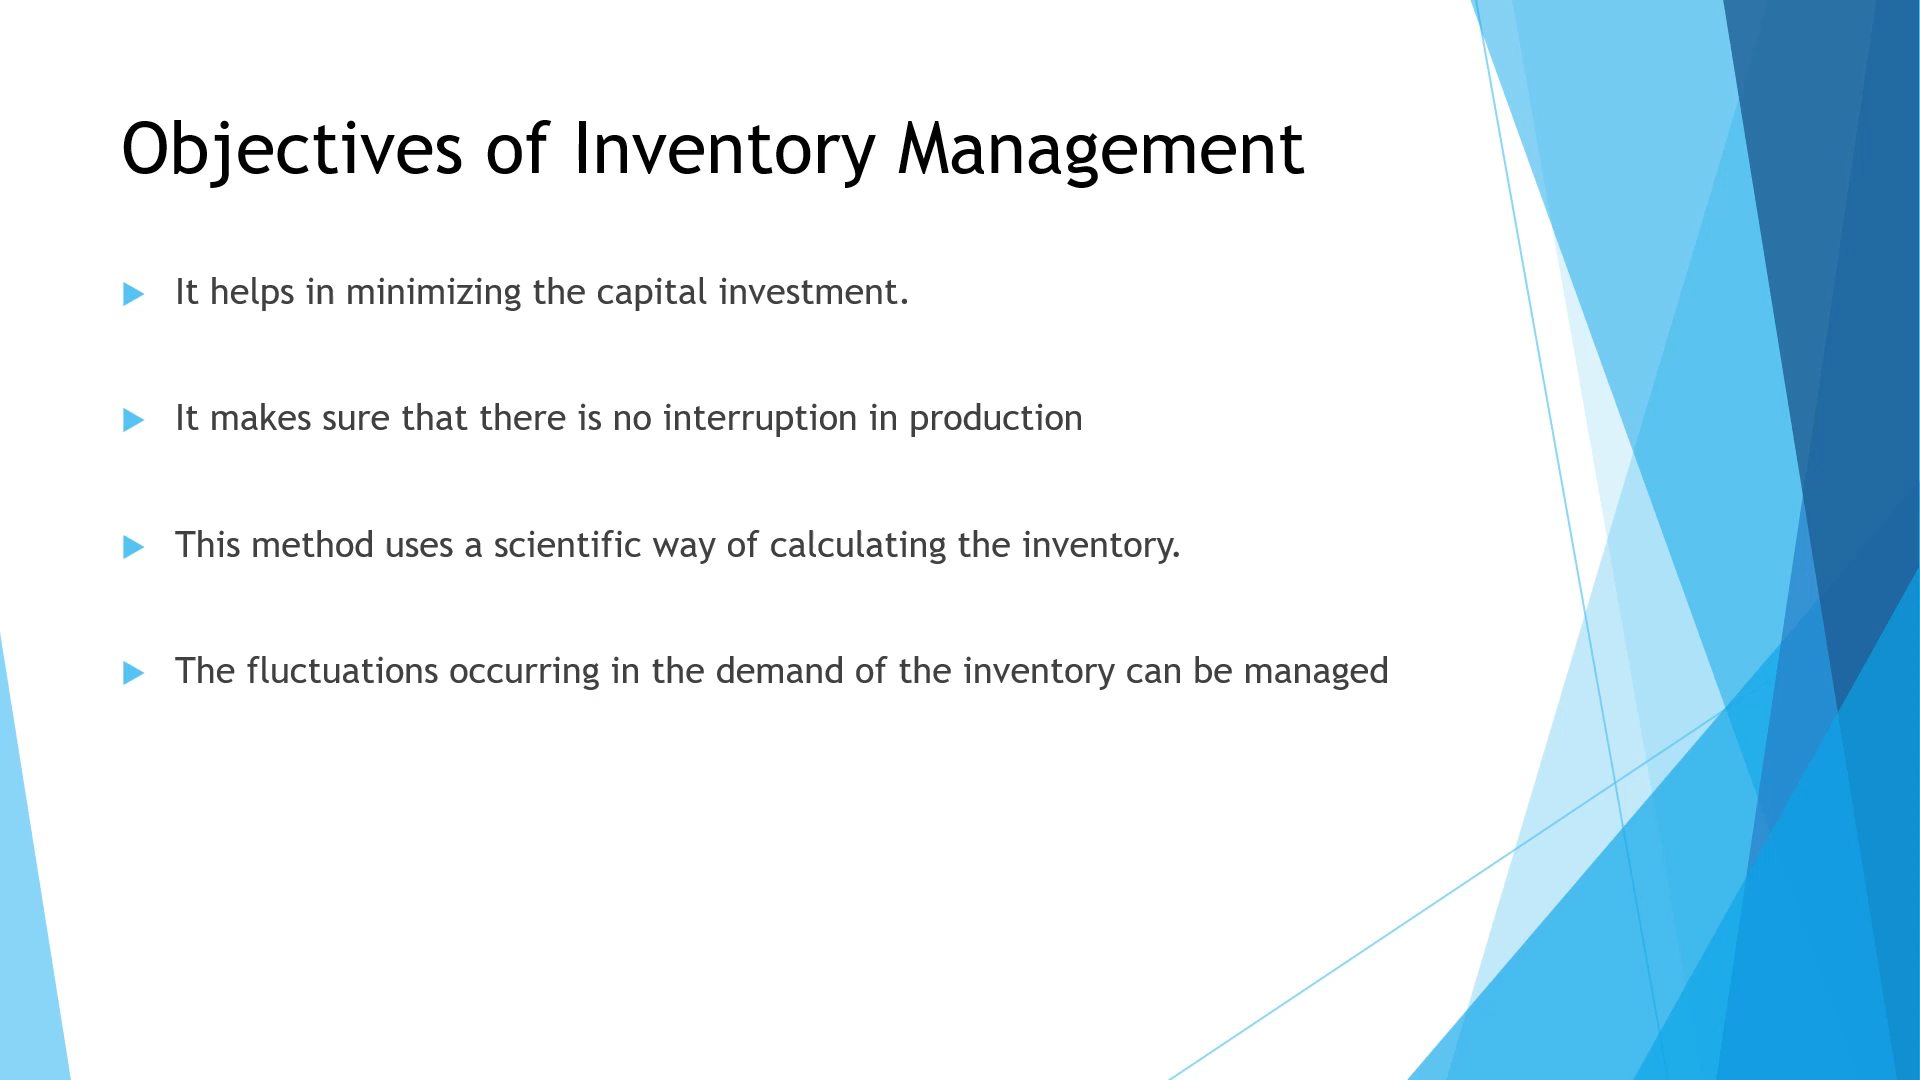 Objectives of Inventory Management
It helps in minimizing the capital investment.
It makes sure that there is no interruption in production
This method uses a scientific way of calculating the inventory.
The fluctuations occurring in the demand of the inventory can be managed